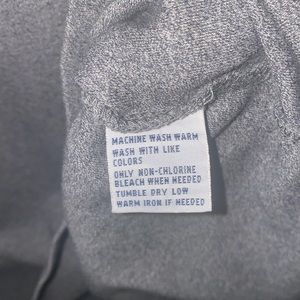 MACHINE WASH WARM
WASH WITH LIKE
COLORS
ONLY NON-CHLORINE
BLEACH WHEN NEEDED
TUMBLE DRY LOW
WARM IRON IF NEEDED